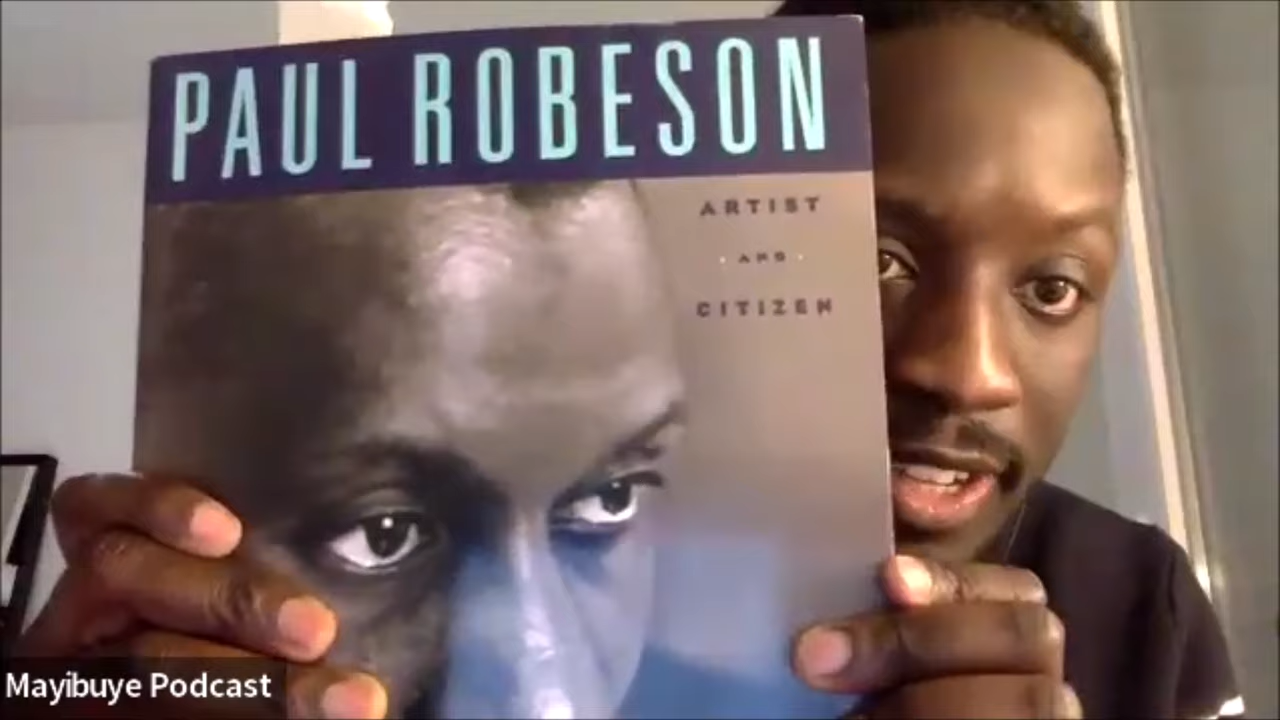 PAUL ROBESON
ARTIST
· AND ·
CITIZEN
Mayibuye Podcast